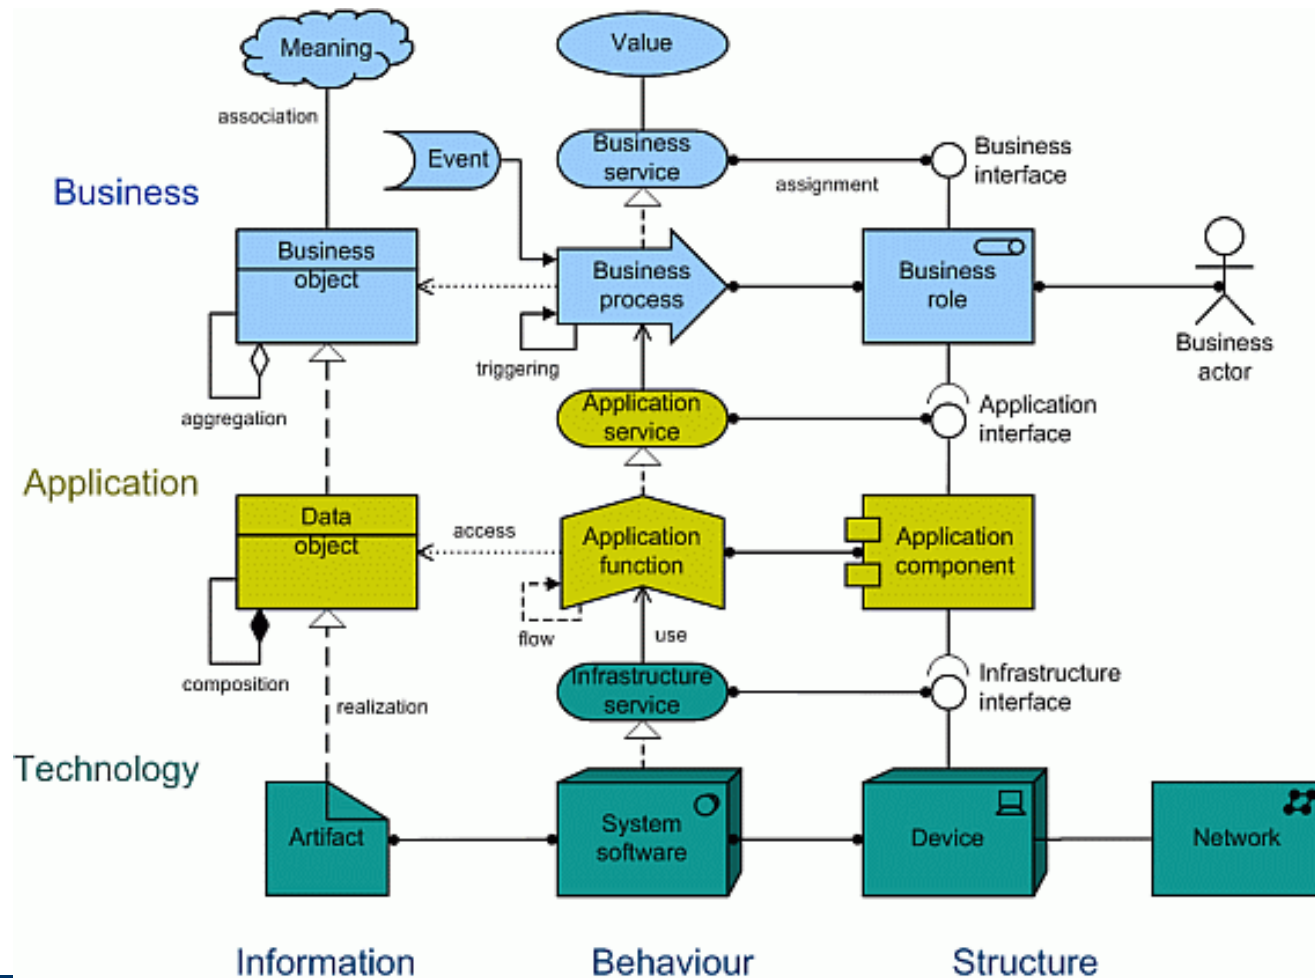 Meaning
Value
association
Event
Business
service
Business
interface
assignment
Business
Business
object
Business
process
Business
role
triggering
Business
actor
aggregation
Application
service
Application
interface
Application
Data
object
access
Application
function
Application
component
flow
use
composition
realization
Infrastructure
service
Infrastructure
interface
Technology
Artifact
System
software
Device
Network
Information
Behaviour
Structure